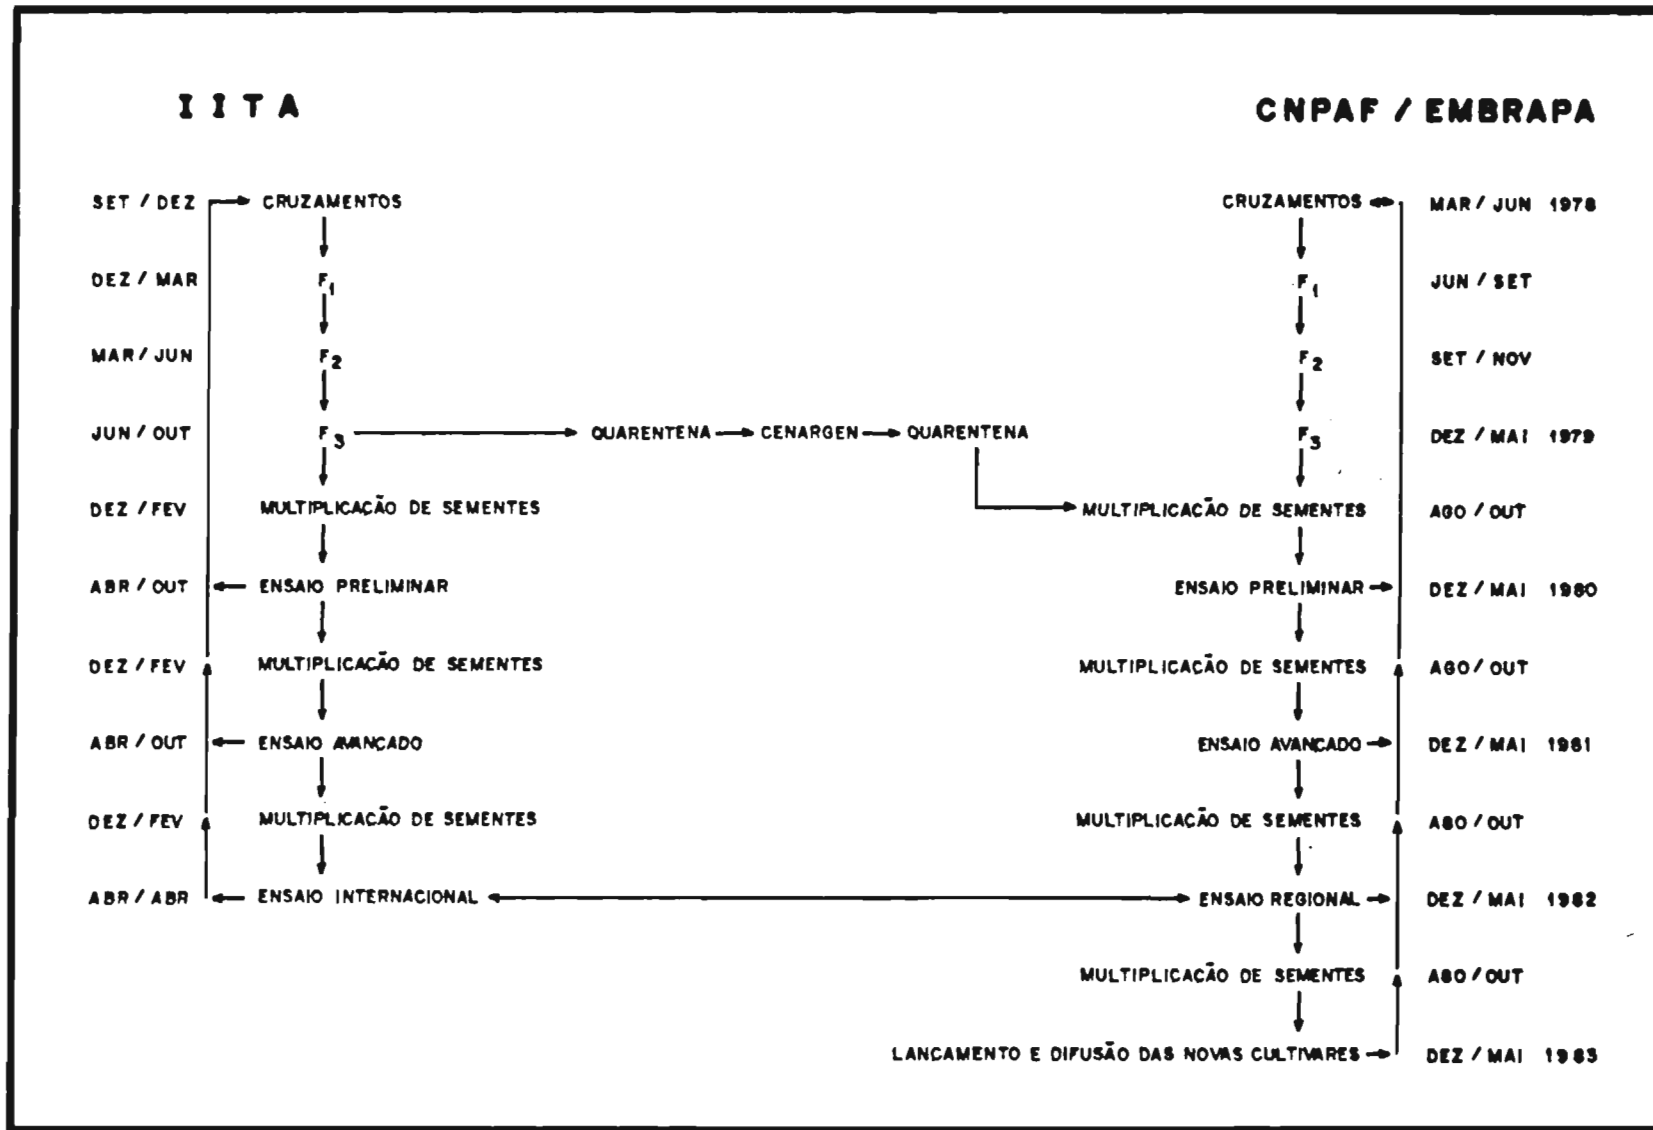 IITA CNPAF / EMBRAPA
SET / DEZ CRUZAMENTOS CRUZAMENTOS MAR / JUN 1978
DEZ / MAR F1 F1 JUN / SET
MAR / JUN F2 F2 SET / NOV
JUN / OUT F3 QUARENTENA CENARGEN QUARENTENA F3 DEZ / MAI 1979
DEZ / FEV MULTIPLICAÇÃO DE SEMENTES MULTIPLICAÇÃO DE SEMENTES AGO / OUT
ABR / OUT ENSAIO PRELIMINAR ENSAIO PRELIMINAR DEZ / MAI 1980
DEZ / FEV MULTIPLICAÇÃO DE SEMENTES MULTIPLICAÇÃO DE SEMENTES AGO / OUT
ABR / OUT ENSAIO AVANCADO ENSAIO AVANCADO DEZ / MAI 1981
DEZ / FEV MULTIPLICAÇÃO DE SEMENTES MULTIPLICAÇÃO DE SEMENTES AGO / OUT
ABR / ABR ENSAIO INTERNACIONAL ENSAIO REGIONAL DEZ / MAI 1982
MULTIPLICAÇÃO DE SEMENTES AGO / OUT
LANCAMENTO E DIFUSÃO DAS NOVAS CULTIVARES DEZ / MAI 1983